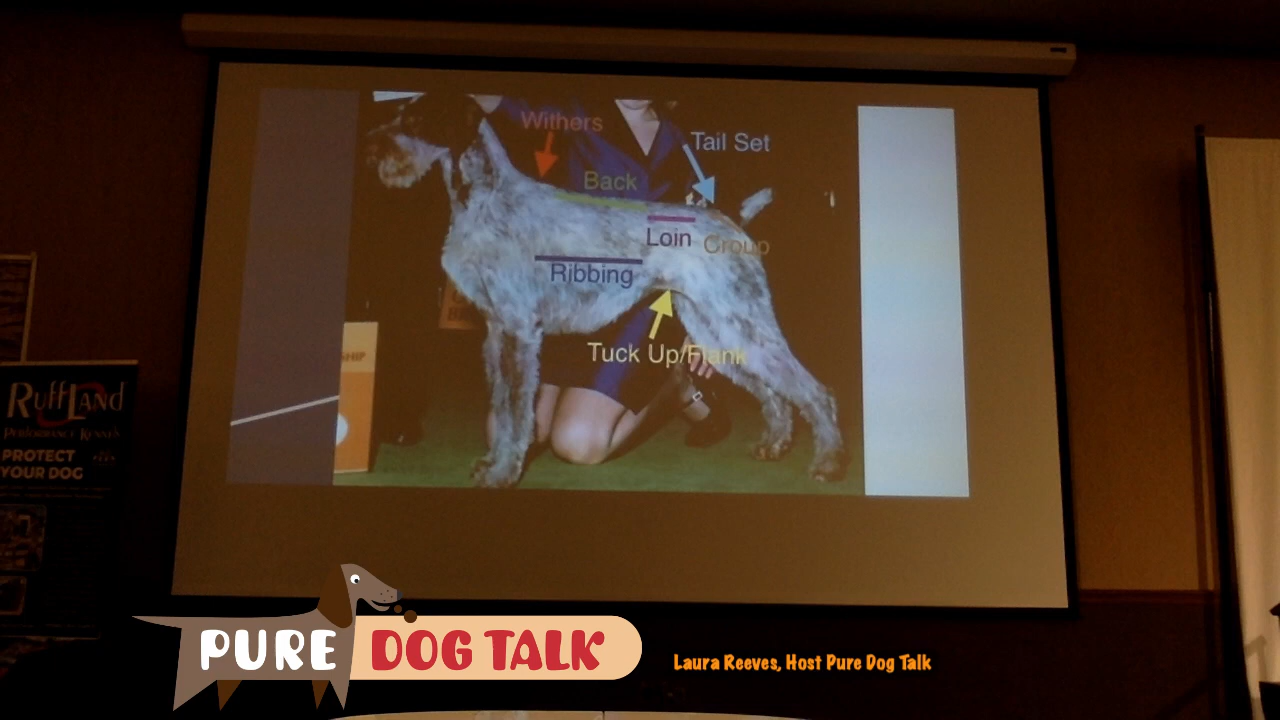 Withers
Tail Set
Back
Loin
Croup
Ribbing
Tuck Up/Flank
SHIP
RUFFLAND
PERFORMANCE KENNELS
PROTECT
YOUR DOG
PURE DOG TALK
Laura Reeves, Host Pure Dog Talk